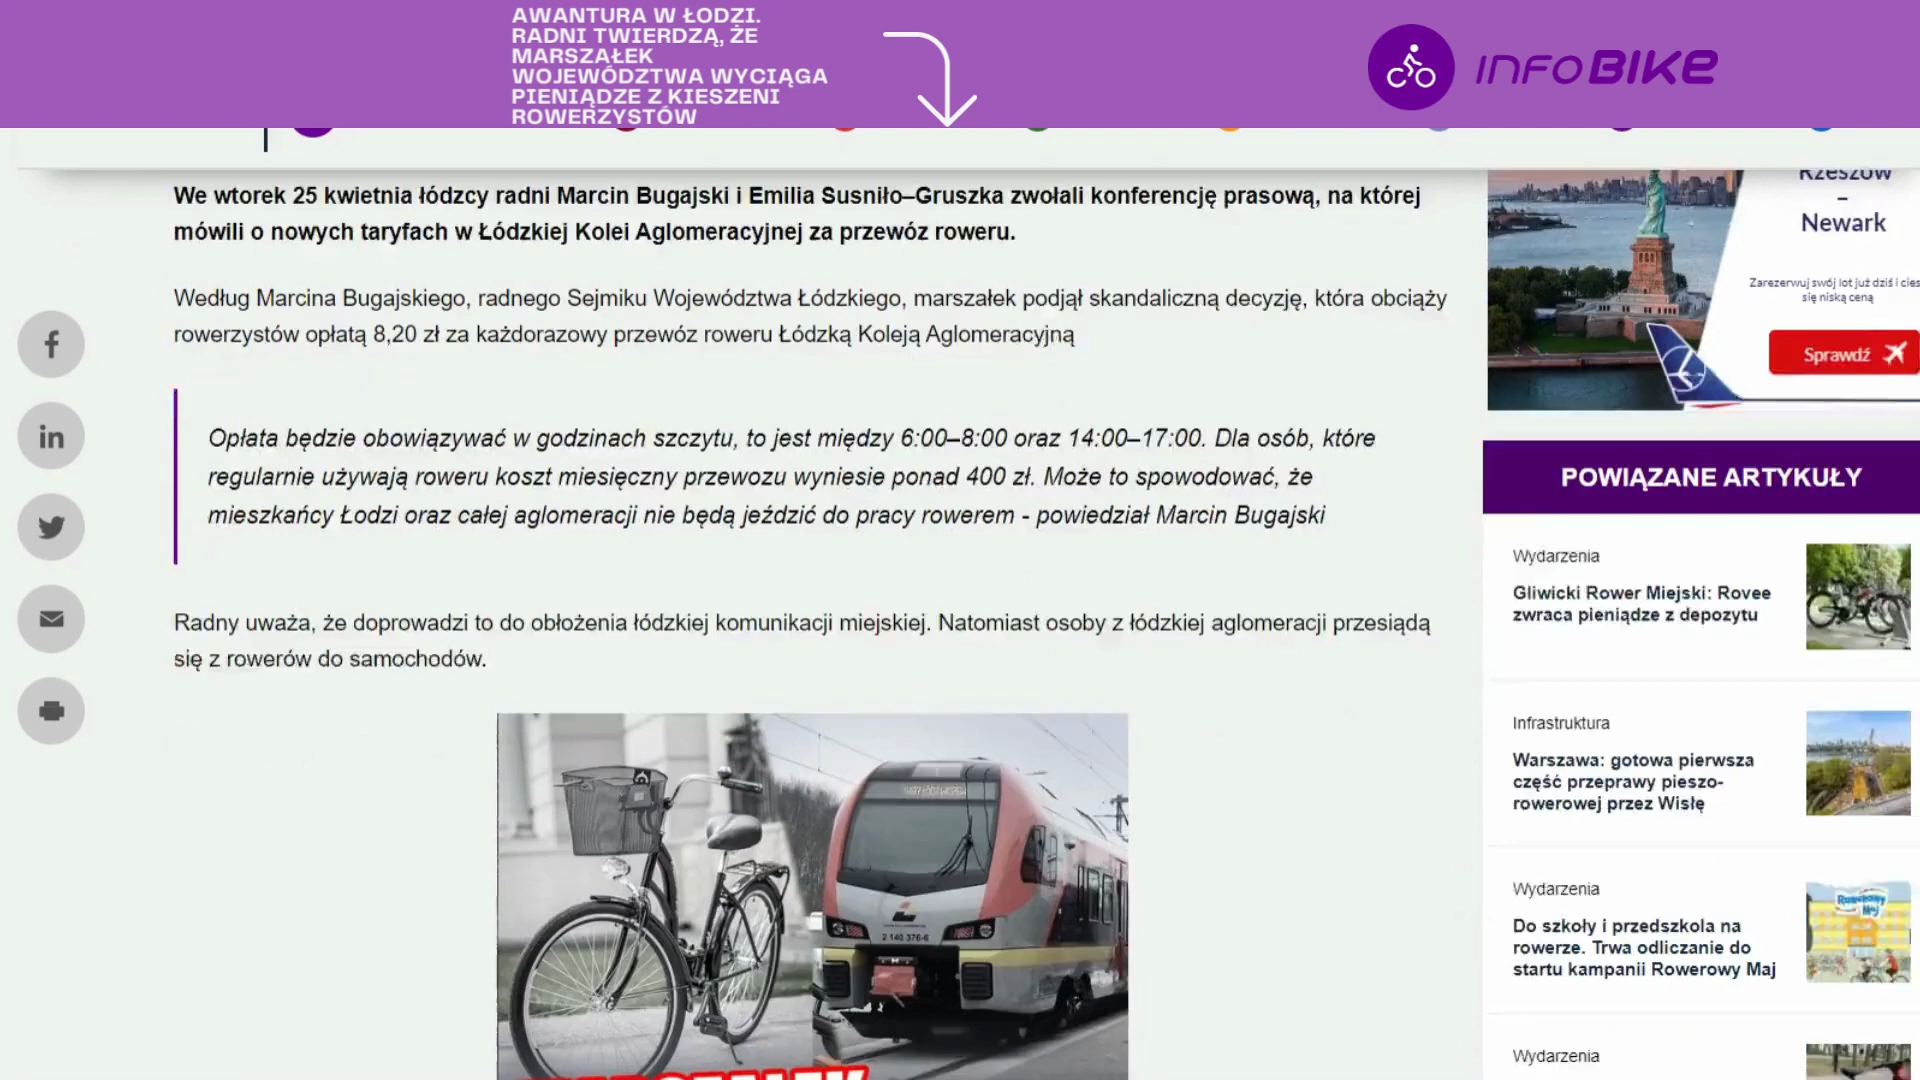 AWANTURA W ŁODZI.
RADNI TWIERDZĄ, ŻE
MARSZAŁEK
WOJEWÓDZTWA WYCIĄGA
PIENIĄDZE Z KIESZENI
ROWERZYSTÓW
INFOBIKE
We wtorek 25 kwietnia łódzcy radni Marcin Bugajski i Emilia Susniło–Gruszka zwołali konferencję prasową, na której
mówili o nowych taryfach w Łódzkiej Kolei Aglomeracyjnej za przewóz roweru.
Według Marcina Bugajskiego, radnego Sejmiku Województwa Łódzkiego, marszałek podjął skandaliczną decyzję, która obciąży
rowerzystów opłatą 8,20 zł za każdorazowy przewóz roweru Łódzką Koleją Aglomeracyjną
Opłata będzie obowiązywać w godzinach szczytu, to jest między 6:00–8:00 oraz 14:00–17:00. Dla osób, które
regularnie używają roweru koszt miesięczny przewozu wyniesie ponad 400 zł. Może to spowodować, że
mieszkańcy Łodzi oraz całej aglomeracji nie będą jeździć do pracy rowerem - powiedział Marcin Bugajski
Radny uważa, że doprowadzi to do obłożenia łódzkiej komunikacji miejskiej. Natomiast osoby z łódzkiej aglomeracji przesiądą
się z rowerów do samochodów.
2 140 376-6
Rzeszów
–
Newark
Zarezerwuj swój lot już dziś i cies
się niską ceną
Sprawdź
POWIĄZANE ARTYKUŁY
Wydarzenia
Gliwicki Rower Miejski: Rovee
zwraca pieniądze z depozytu
Infrastruktura
Warszawa: gotowa pierwsza
część przeprawy pieszo-
rowerowej przez Wisłę
Wydarzenia
Do szkoły i przedszkola na
rowerze. Trwa odliczanie do
startu kampanii Rowerowy Maj
Rowerowy
Maj
Wydarzenia